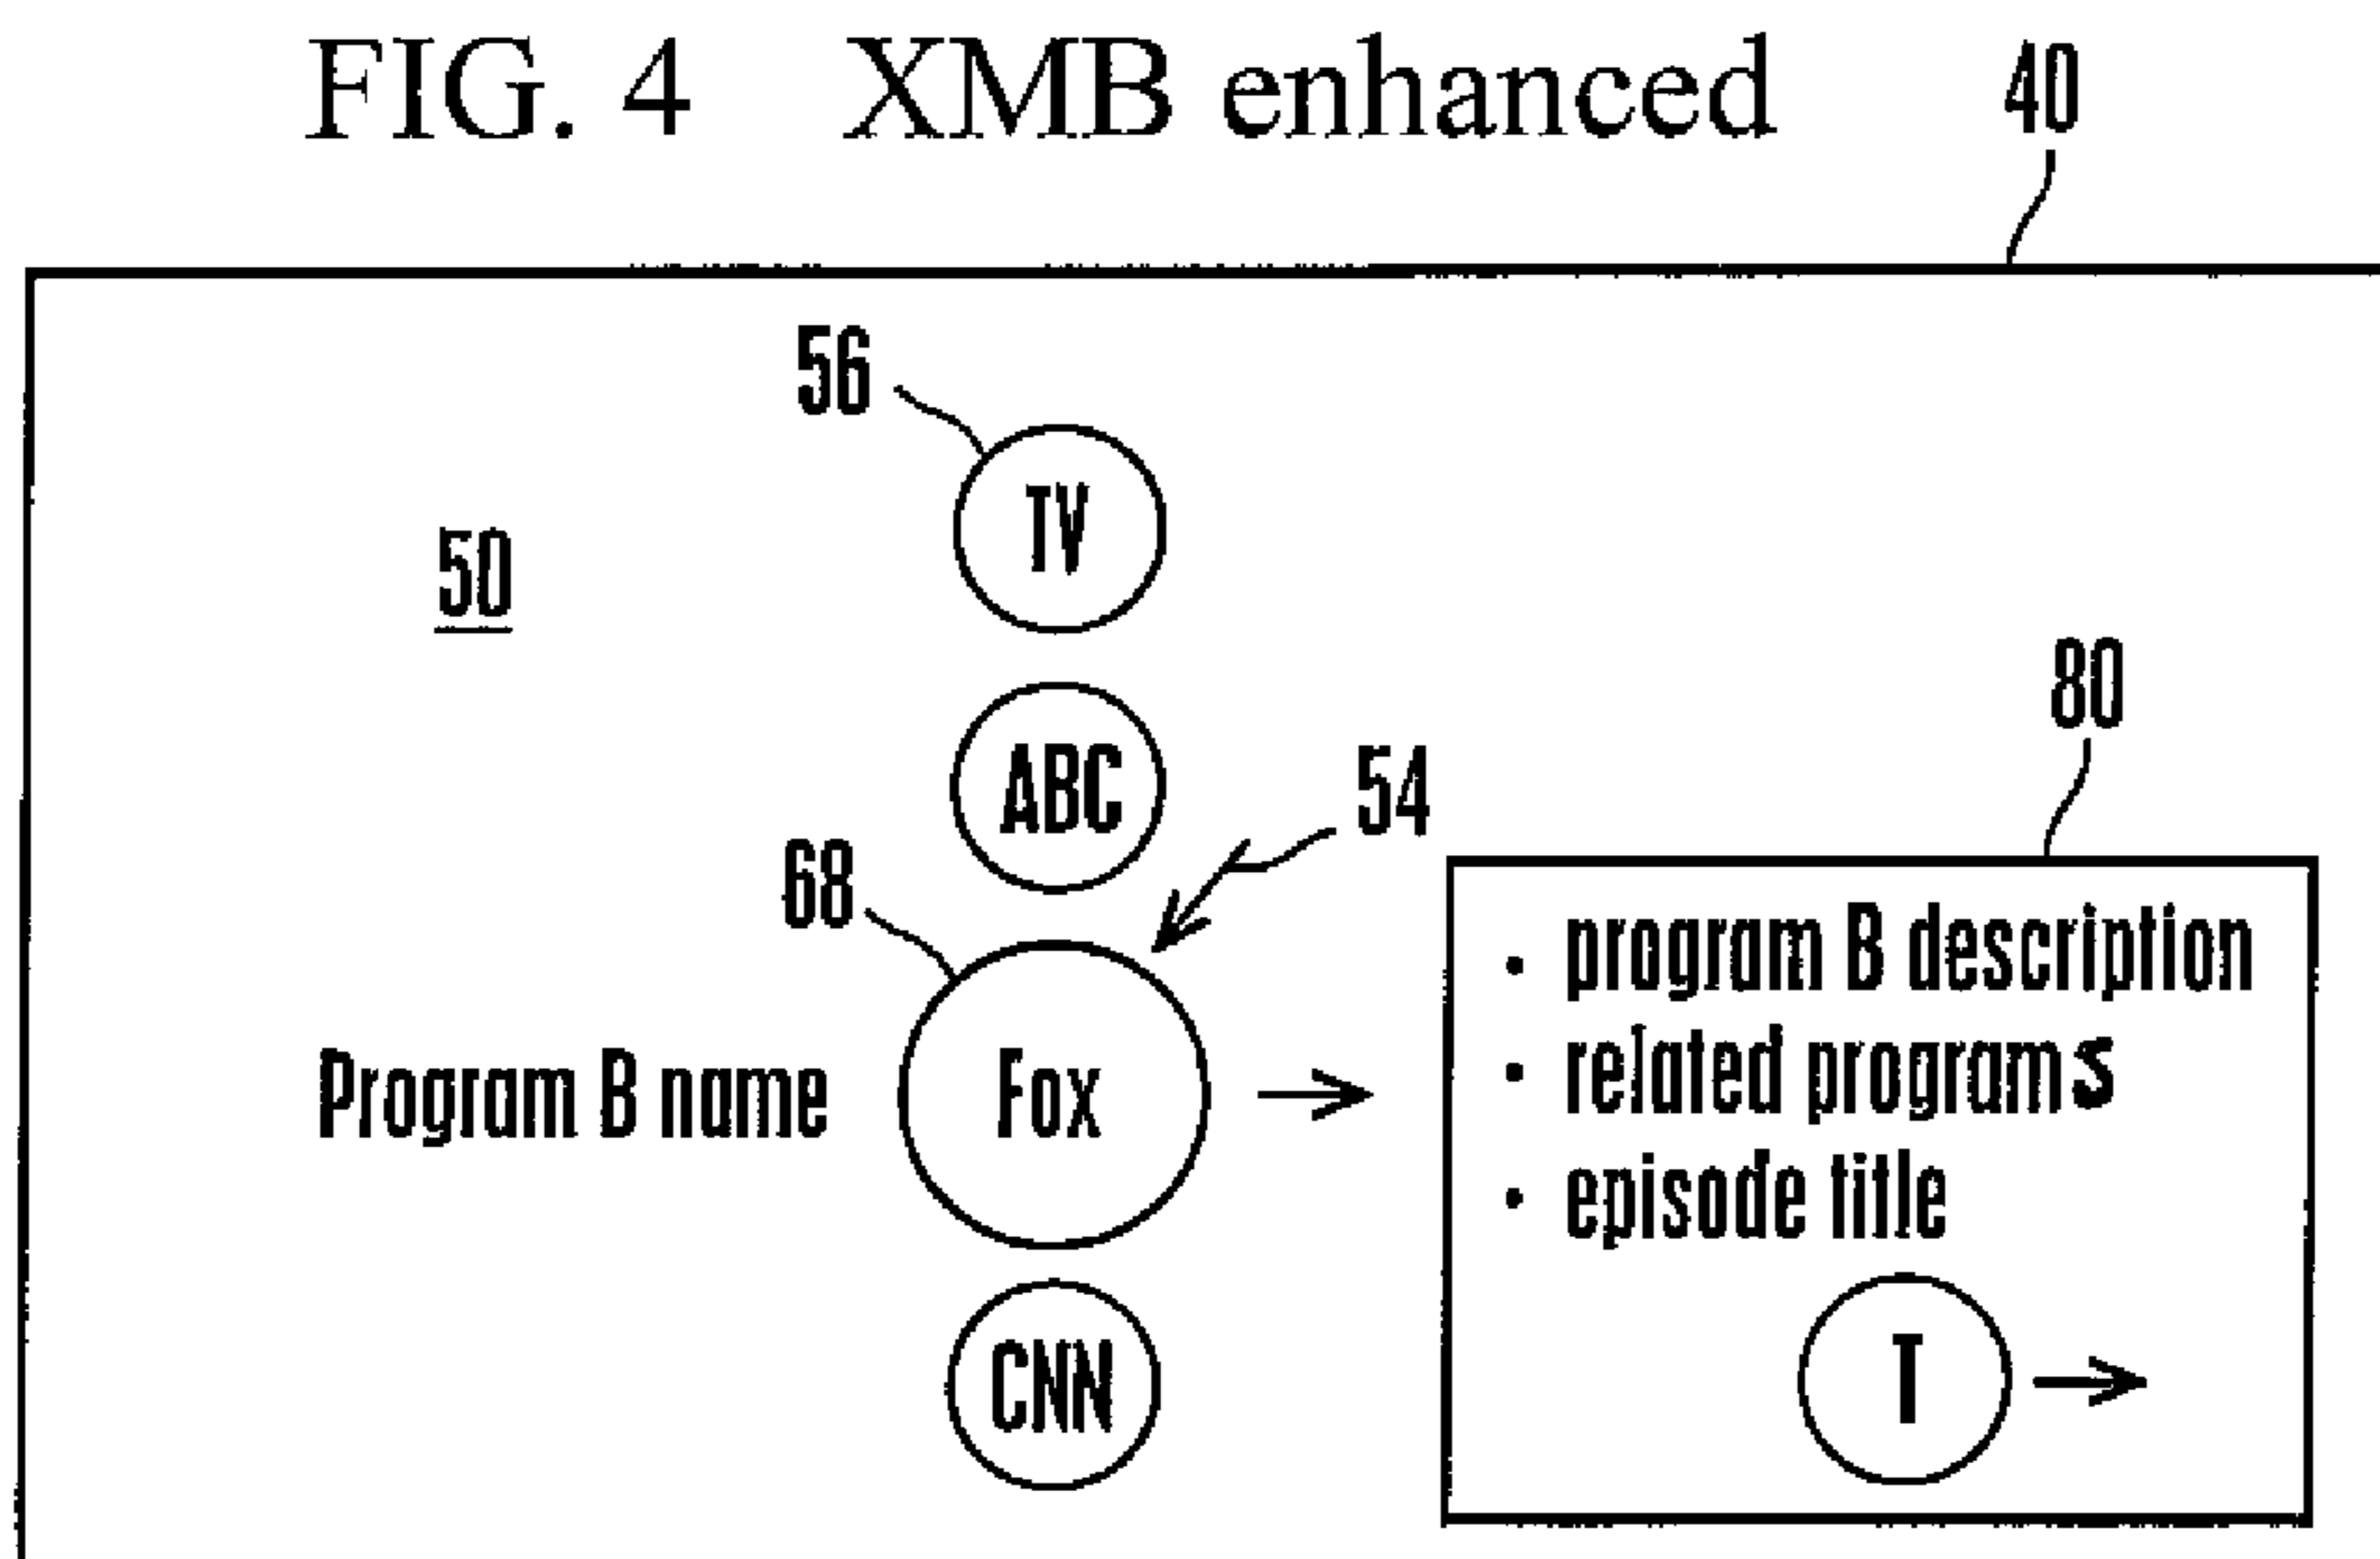 FIG. 4 XMB enhanced
40
56
TV
50
80
ABC
54
68
• program B description
• related programs
Program B name
Fox
• episode title
CNN
T